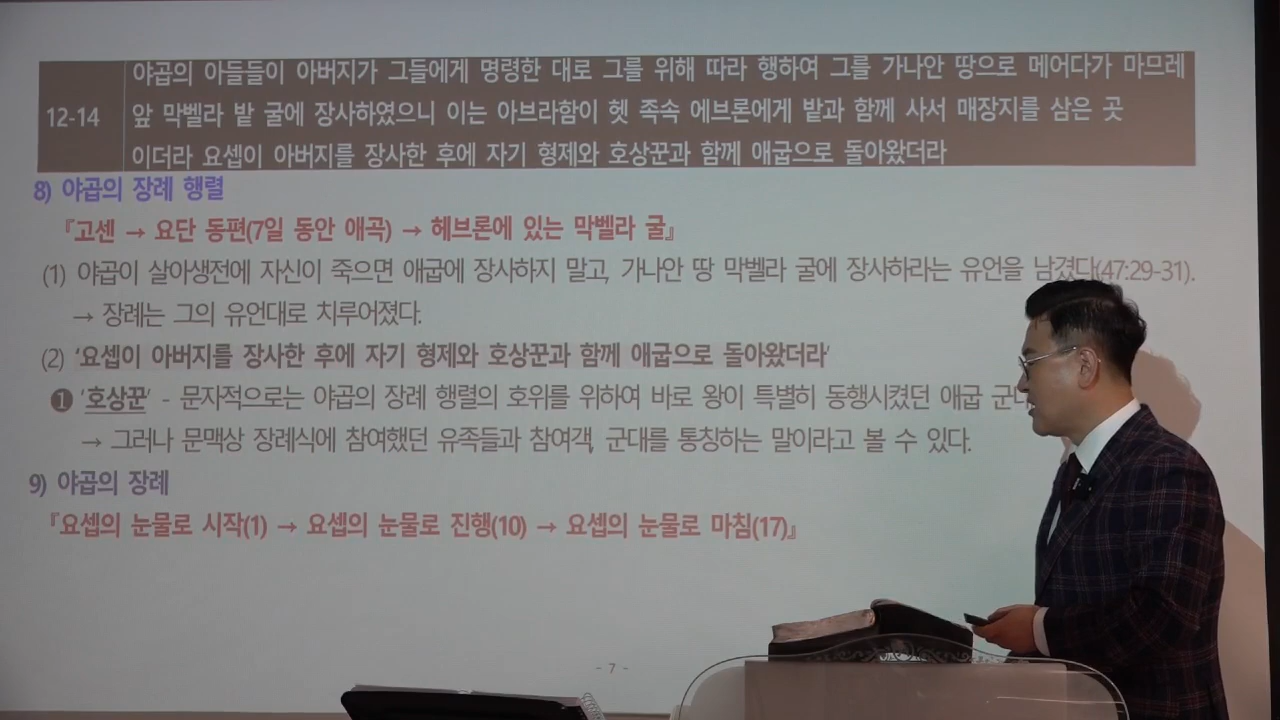 12-14
야곱의 아들들이 아버지가 그들에게 명령한 대로 그를 위해 따라 행하여 그를 가나안 땅으로 메어다가 마므레
앞 막벨라 밭 굴에 장사하였으니 이는 아브라함이 헷 족속 에브론에게 밭과 함께 사서 매장지를 삼은 곳
이더라 요셉이 아버지를 장사한 후에 자기 형제와 호상꾼과 함께 애굽으로 돌아왔더라
8) 야곱의 장례 행렬
『고센 → 요단 동편(7일 동안 애곡) → 헤브론에 있는 막벨라 굴』
(1) 야곱이 살아생전에 자신이 죽으면 애굽에 장사하지 말고, 가나안 땅 막벨라 굴에 장사하라는 유언을 남겼다(47:29-31).
→ 장례는 그의 유언대로 치루어졌다.
(2) '요셉이 아버지를 장사한 후에 자기 형제와 호상꾼과 함께 애굽으로 돌아왔더라'
❶ '호상꾼' - 문자적으로는 야곱의 장례 행렬의 호위를 위하여 바로 왕이 특별히 동행시켰던 애굽
→ 그러나 문맥상 장례식에 참여했던 유족들과 참여객, 군대를 통칭하는 말이라고 볼 수 있다.
9) 야곱의 장례
『요셉의 눈물로 시작(1) → 요셉의 눈물로 진행(10) → 요셉의 눈물로 마침(17)』
- 7 -